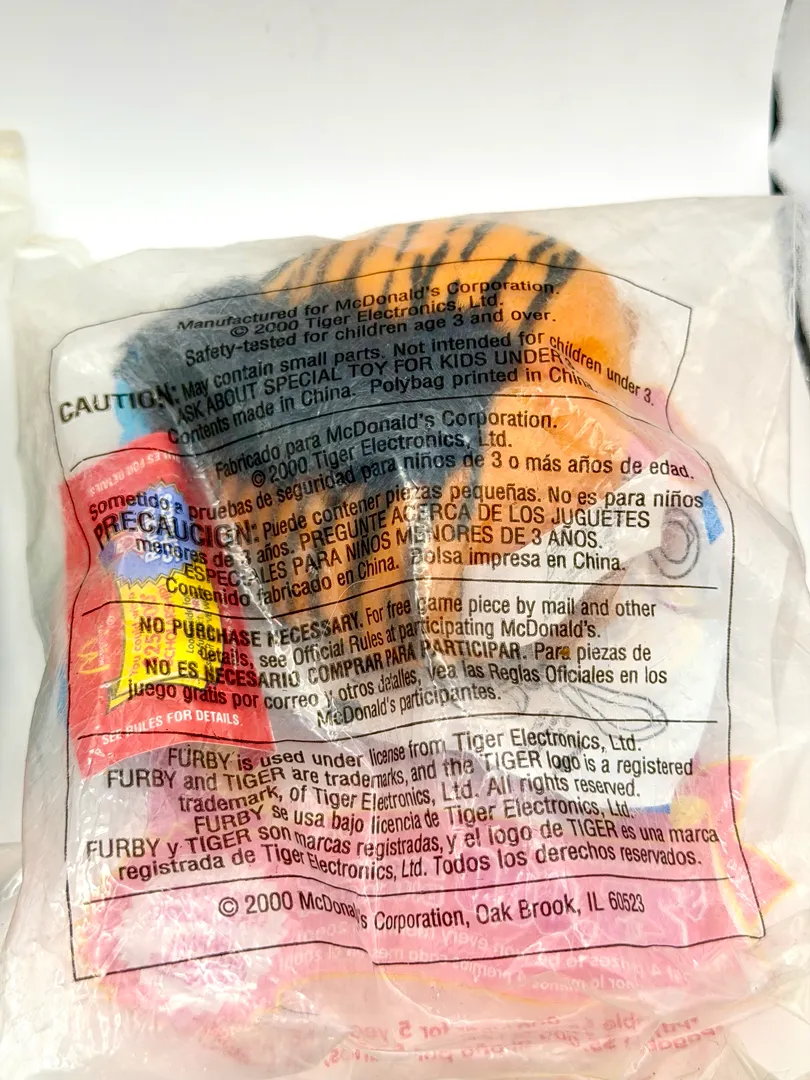 Manufactured for McDonald's Corporation.
© 2000 Tiger Electronics, Ltd.
Safety-tested for children age 3 and over.
CAUTION: May contain small parts. Not intended for children under 3.
ASK ABOUT SPECIAL TOY FOR KIDS UNDER
Contents made in China. Polybag printed in China.
Fabricado para McDonald's Corporation.
© 2000 Tiger Electronics, Ltd.
Sometido a pruebas de seguridad para niños de 3 o más años de edad.
PRECAUCION: Puede contener piezas pequeñas. No es para niños
menores de 3 años. PREGUNTE ACERCA DE LOS JUGUETES
ESPECIALES PARA NIÑOS MENORES DE 3 AÑOS.
Contenido fabricado en China. Bolsa impresa en China.
NO PURCHASE NECESSARY. For free game piece by mail and other
details, see Official Rules at participating McDonald's.
NO ES NECESARIO COMPRAR PARA PARTICIPAR. Para piezas de
juego gratis por correo y otros detalles, vea las Reglas Oficiales en los
McDonald's participantes.
SEE RULES FOR DETAILS.
FURBY is used under license from Tiger Electronics, Ltd.
FURBY and TIGER are trademarks, and the TIGER logo is a registered
trademark, of Tiger Electronics, Ltd. All rights reserved.
FURBY se usa bajo licencia de Tiger Electronics, Ltd.
FURBY y TIGER son marcas registradas, y el logo de TIGER es una marca
registrada de Tiger Electronics, Ltd. Todos los derechos reservados.
© 2000 McDonald's Corporation, Oak Brook, IL 60523